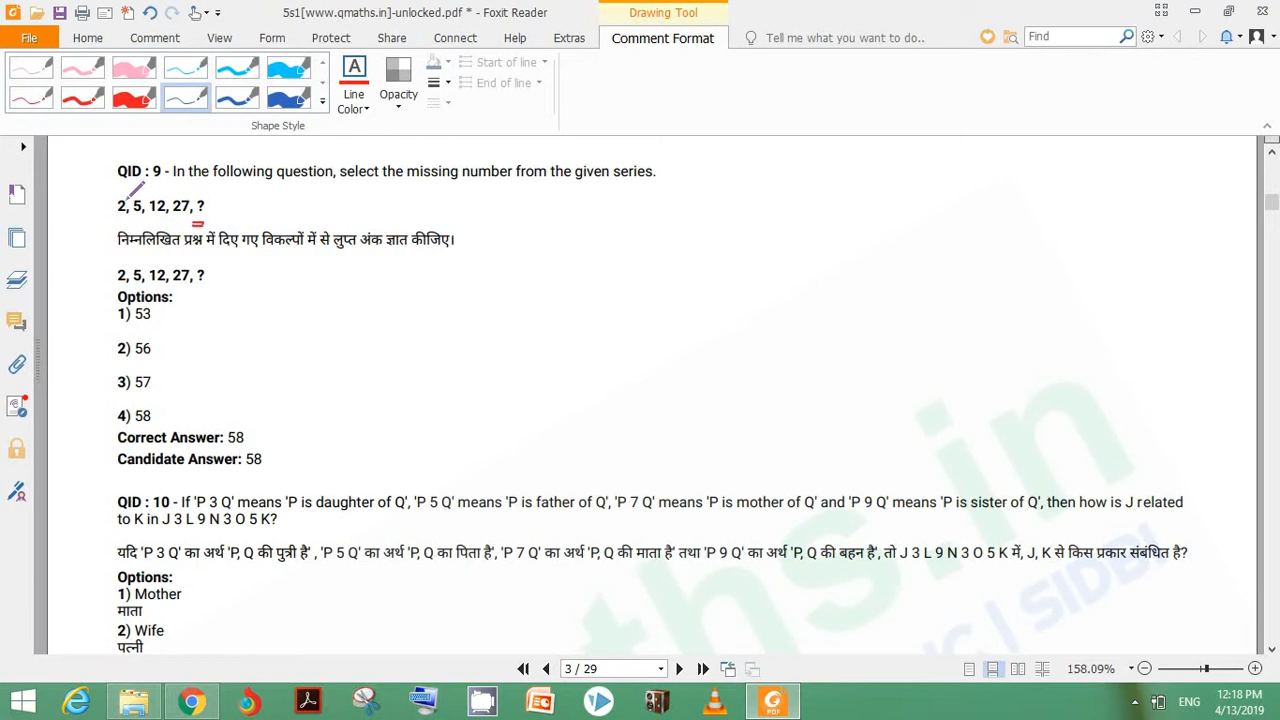 5s1[www.qmaths.in]-unlocked.pdf * - Foxit Reader
Drawing Tool
File
Home
Comment
View
Form
Protect
Share
Connect
Help
Extras
Comment Format
Tell me what you want to do...
Find
Line Color
Opacity
Start of line
End of line
Shape Style
QID : 9 - In the following question, select the missing number from the given series.
2, 5, 12, 27, ?
निम्नलिखित प्रश्न में दिए गए विकल्पों में से लुप्त अंक ज्ञात कीजिए।
2, 5, 12, 27, ?
Options:
1) 53
2) 56
3) 57
4) 58
Correct Answer: 58
Candidate Answer: 58
QID : 10 - If 'P 3 Q' means 'P is daughter of Q', 'P 5 Q' means 'P is father of Q', 'P 7 Q' means 'P is mother of Q' and 'P 9 Q' means 'P is sister of Q', then how is J related
to K in J 3 L 9 N 3 O 5 K?
यदि 'P 3 Q' का अर्थ 'P, Q की पुत्री है' , 'P 5 Q' का अर्थ 'P, Q का पिता है', 'P 7 Q' का अर्थ 'P, Q की माता है' तथा 'P 9 Q' का अर्थ 'P, Q की बहन है', तो J 3 L 9 N 3 O 5 K में, J, K से किस प्रकार संबंधित है?
Options:
1) Mother
माता
2) Wife
पत्नी
ths.in
| SIDBI
3 / 29
158.09%
ENG
12:18 PM
4/13/2019